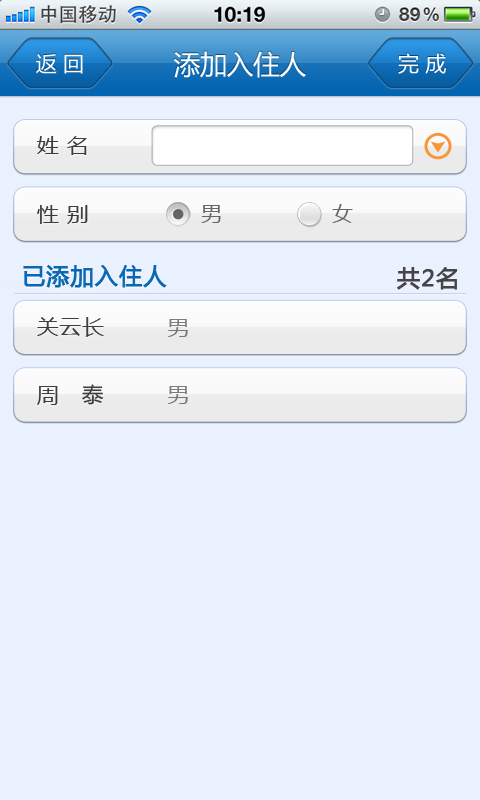 中国移动 10:19 89%
返回 添加入住人 完成
姓名
性别 男 女
已添加入住人 共2名
关云长 男
周 泰 男